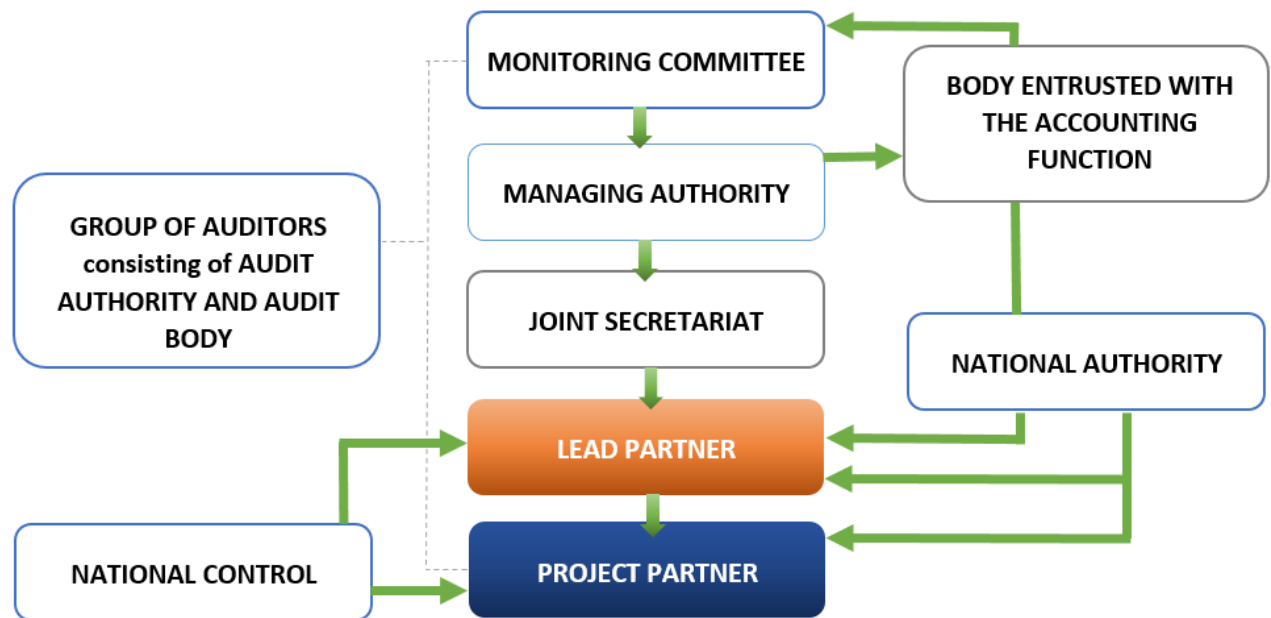 MONITORING COMMITTEE
BODY ENTRUSTED WITH
THE ACCOUNTING
FUNCTION
MANAGING AUTHORITY
GROUP OF AUDITORS
consisting of AUDIT
AUTHORITY AND AUDIT
BODY
JOINT SECRETARIAT
NATIONAL AUTHORITY
LEAD PARTNER
NATIONAL CONTROL
PROJECT PARTNER